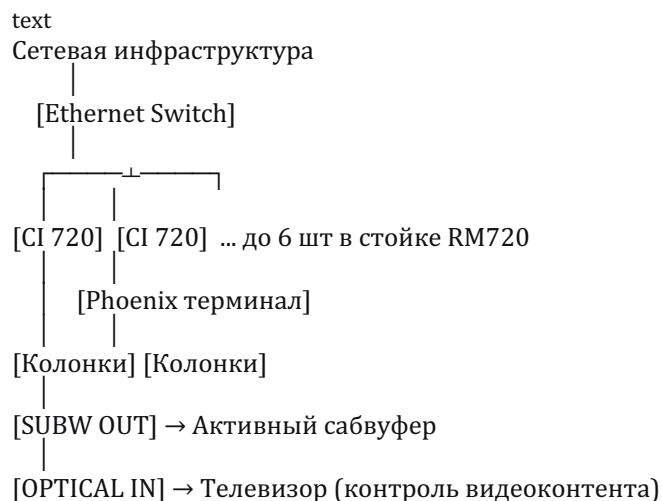 text
Сетевая инфраструктура
[Ethernet Switch]
[CI 720] [CI 720] ... до 6 шт в стойке RM720
[Phoenix терминал]
[Колонки] [Колонки]
[SUBW OUT] → Активный сабвуфер
[OPTICAL IN] → Телевизор (контроль видеоконтента)